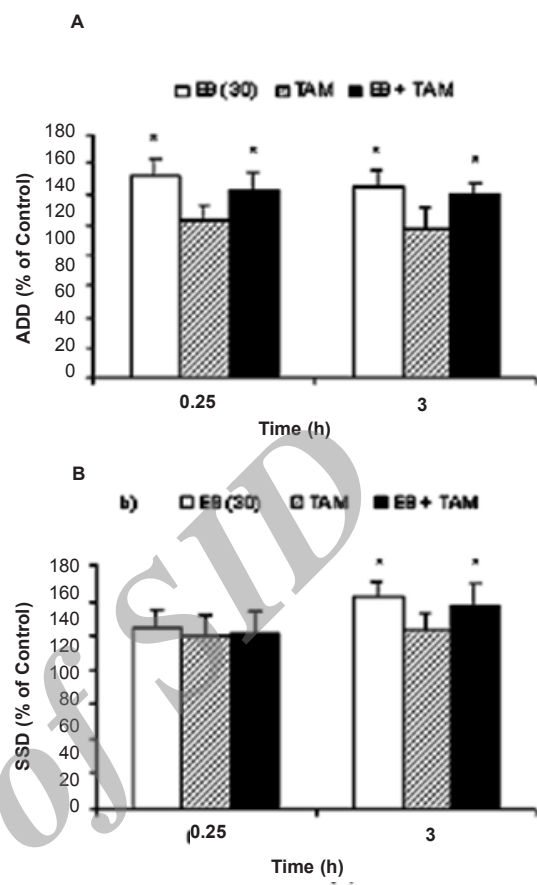 A
EB (30) TAM EB + TAM
* * * *
180
160
140
120
100
80
60
40
20
0
ADD (% of Control)
0.25 3
Time (h)
B
b) EB (30) TAM EB + TAM
* *
180
160
140
120
100
80
60
40
20
0
SSD (% of Control)
0.25 3
Time (h)
of SID